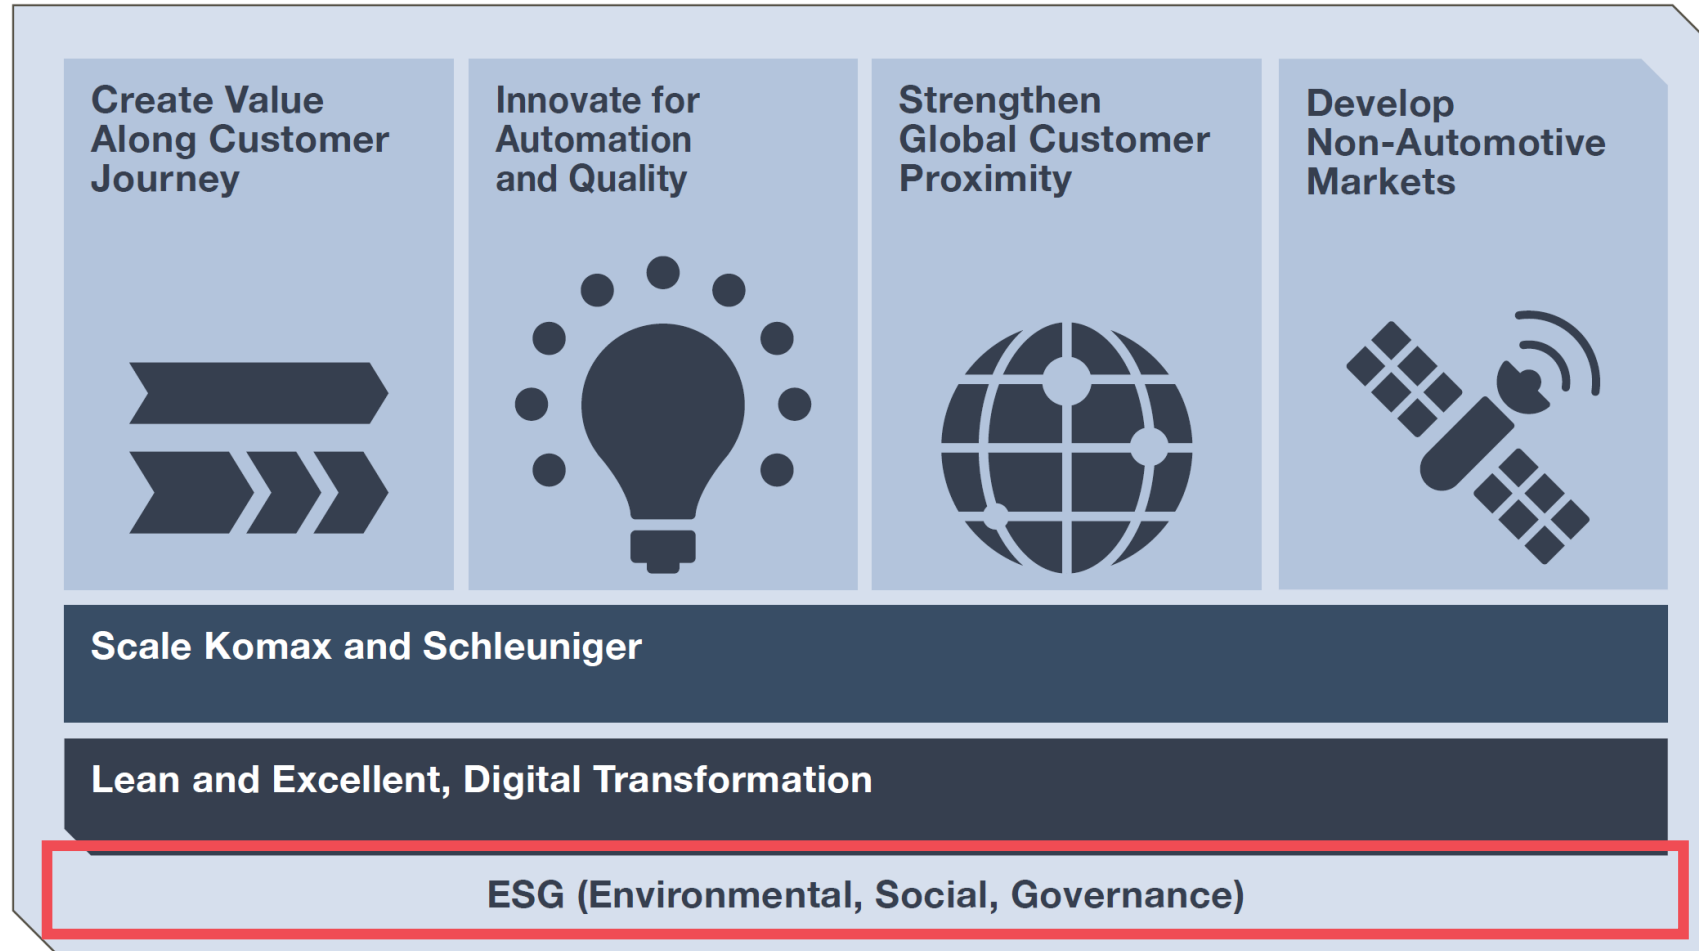 Create Value
Along Customer
Journey
Innovate for
Automation
and Quality
Strengthen
Global Customer
Proximity
Develop
Non-Automotive
Markets
Scale Komax and Schleuniger
Lean and Excellent, Digital Transformation
ESG (Environmental, Social, Governance)